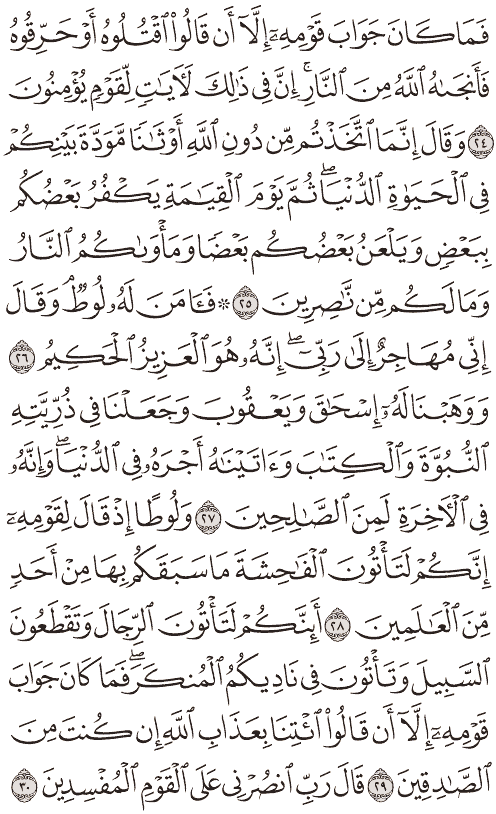 فَمَا كَانَ جَوَابَ قَوْمِهِۦٓ إِلَّآ أَن قَالُوا۟ ٱقْتُلُوهُ أَوْ حَرِّقُوهُ
فَأَنجَىٰهُ ٱللَّهُ مِنَ ٱلنَّارِ ۚ إِنَّ فِى ذَٰلِكَ لَـَٔايَـٰتٍ لِّقَوْمٍ يُؤْمِنُونَ
٢٤ وَقَالَ إِنَّمَا ٱتَّخَذْتُم مِّن دُونِ ٱللَّهِ أَوْثَـٰنًا مَّوَدَّةَ بَيْنِكُمْ
فِى ٱلْحَيَوٰةِ ٱلدُّنْيَا ۖ ثُمَّ يَوْمَ ٱلْقِيَـٰمَةِ يَكْفُرُ بَعْضُكُم
بِبَعْضٍ وَيَلْعَنُ بَعْضُكُم بَعْضًا وَمَأْوَىٰكُمُ ٱلنَّارُ
وَمَا لَكُم مِّن نَّـٰصِرِينَ ٢٥ ۞ فَـَٔامَنَ لَهُۥ لُوطٌ ۘ وَقَالَ
إِنِّى مُهَاجِرٌ إِلَىٰ رَبِّىٓ ۖ إِنَّهُۥ هُوَ ٱلْعَزِيزُ ٱلْحَكِيمُ ٢٦
وَوَهَبْنَا لَهُۥٓ إِسْحَـٰقَ وَيَعْقُوبَ وَجَعَلْنَا فِى ذُرِّيَّتِهِ
ٱلنُّبُوَّةَ وَٱلْكِتَـٰبَ وَءَاتَيْنَـٰهُ أَجْرَهُۥ فِى ٱلدُّنْيَا ۖ وَإِنَّهُۥ
فِى ٱلْـَٔاخِرَةِ لَمِنَ ٱلصَّـٰلِحِينَ ٢٧ وَلُوطًا إِذْ قَالَ لِقَوْمِهِۦٓ
إِنَّكُمْ لَتَأْتُونَ ٱلْفَـٰحِشَةَ مَا سَبَقَكُم بِهَا مِنْ أَحَدٍ
مِّنَ ٱلْعَـٰلَمِينَ ٢٨ أَئِنَّكُمْ لَتَأْتُونَ ٱلرِّجَالَ وَتَقْطَعُونَ
ٱلسَّبِيلَ وَتَأْتُونَ فِى نَادِيكُمُ ٱلْمُنكَرَ ۖ فَمَا كَانَ جَوَابَ
قَوْمِهِۦٓ إِلَّآ أَن قَالُوا۟ ٱئْتِنَا بِعَذَابِ ٱللَّهِ إِن كُنتَ مِنَ
ٱلصَّـٰدِقِينَ ٢٩ قَالَ رَبِّ ٱنصُرْنِى عَلَى ٱلْقَوْمِ ٱلْمُفْسِدِينَ ٣٠